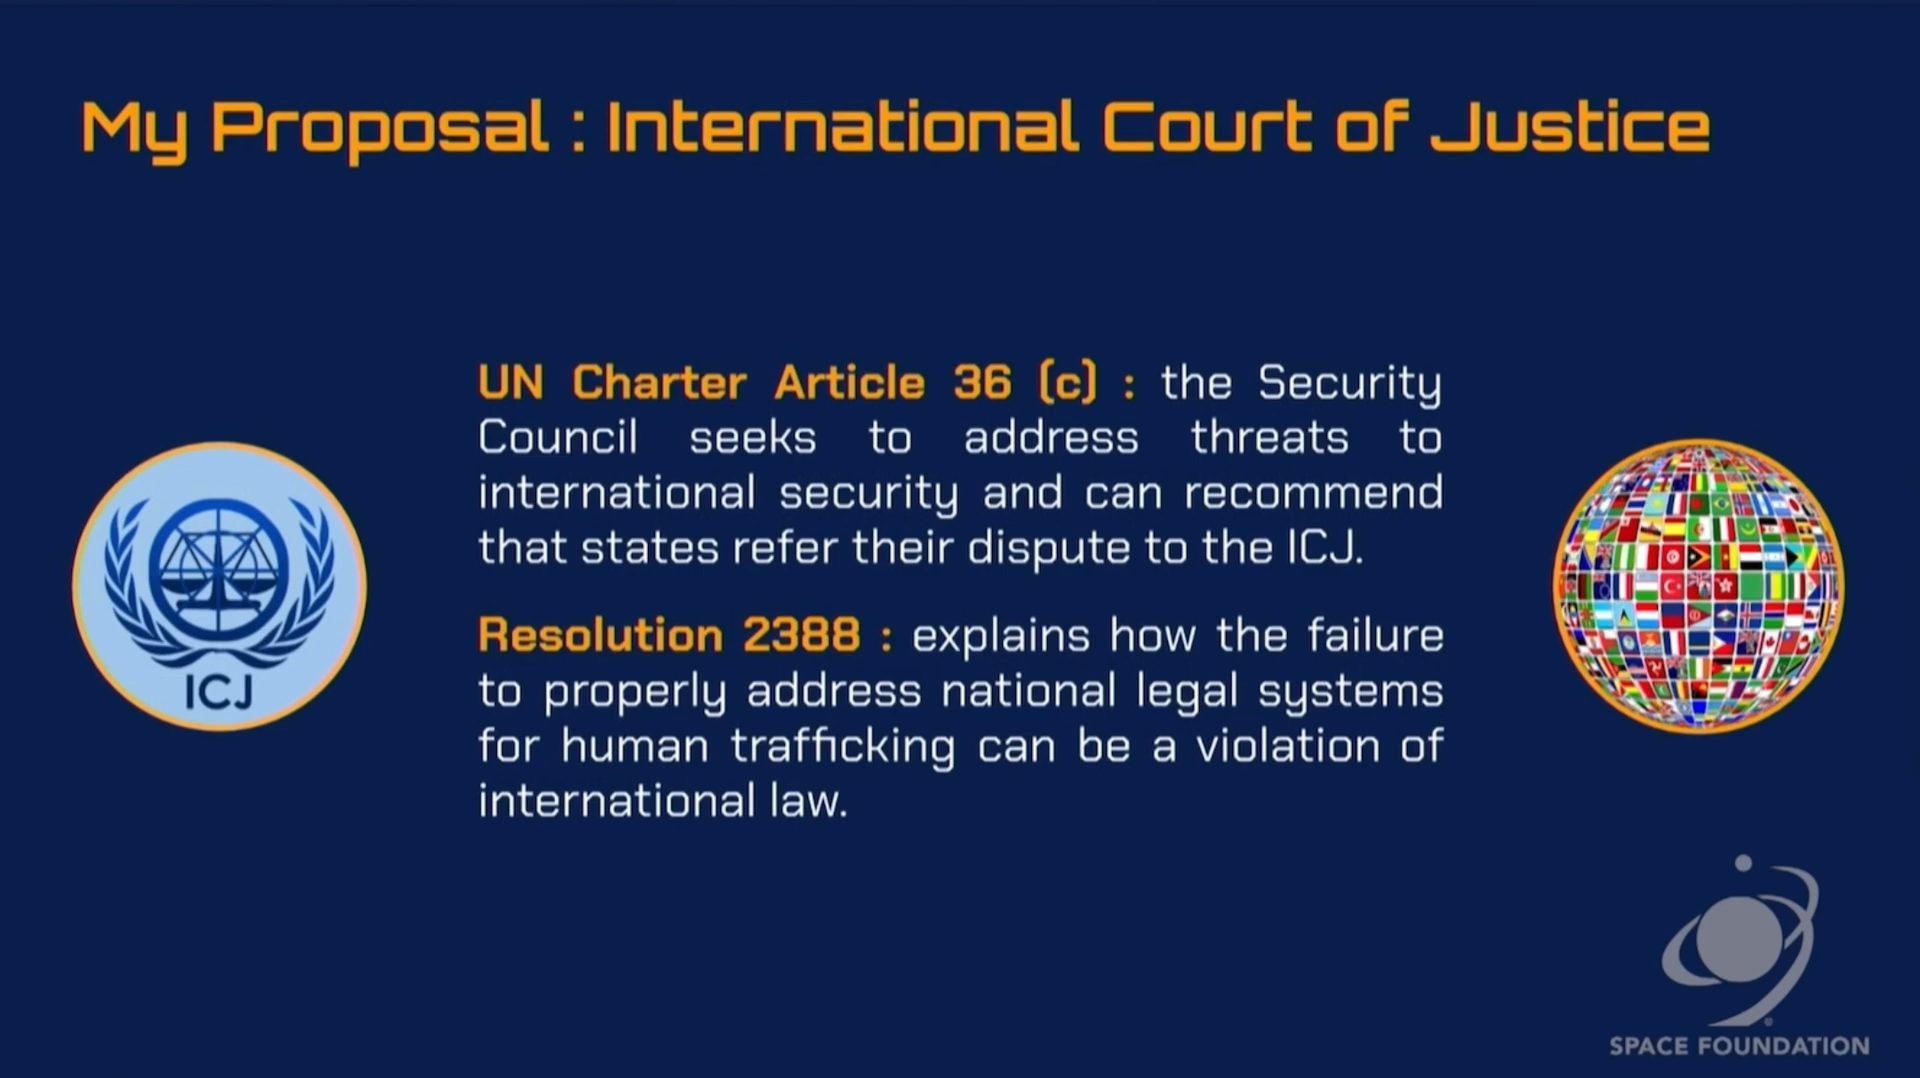 My Proposal : International Court of Justice
UN Charter Article 36 (c) : the Security
Council seeks to address threats to
international security and can recommend
that states refer their dispute to the ICJ.
Resolution 2388 : explains how the failure
to properly address national legal systems
for human trafficking can be a violation of
international law.
ICJ
SPACE FOUNDATION